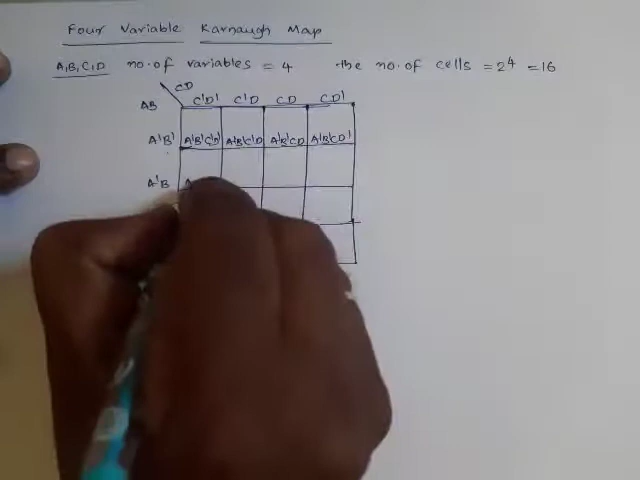 Four Variable Karnaugh Map
A,B,C,D no.of variables = 4 the no.of cells = 2⁴ = 16
CD
AB C'D' C'D CD CD'
A'B' A'B'C'D' A'B'C'D A'B'CD A'B'CD'
A'B A